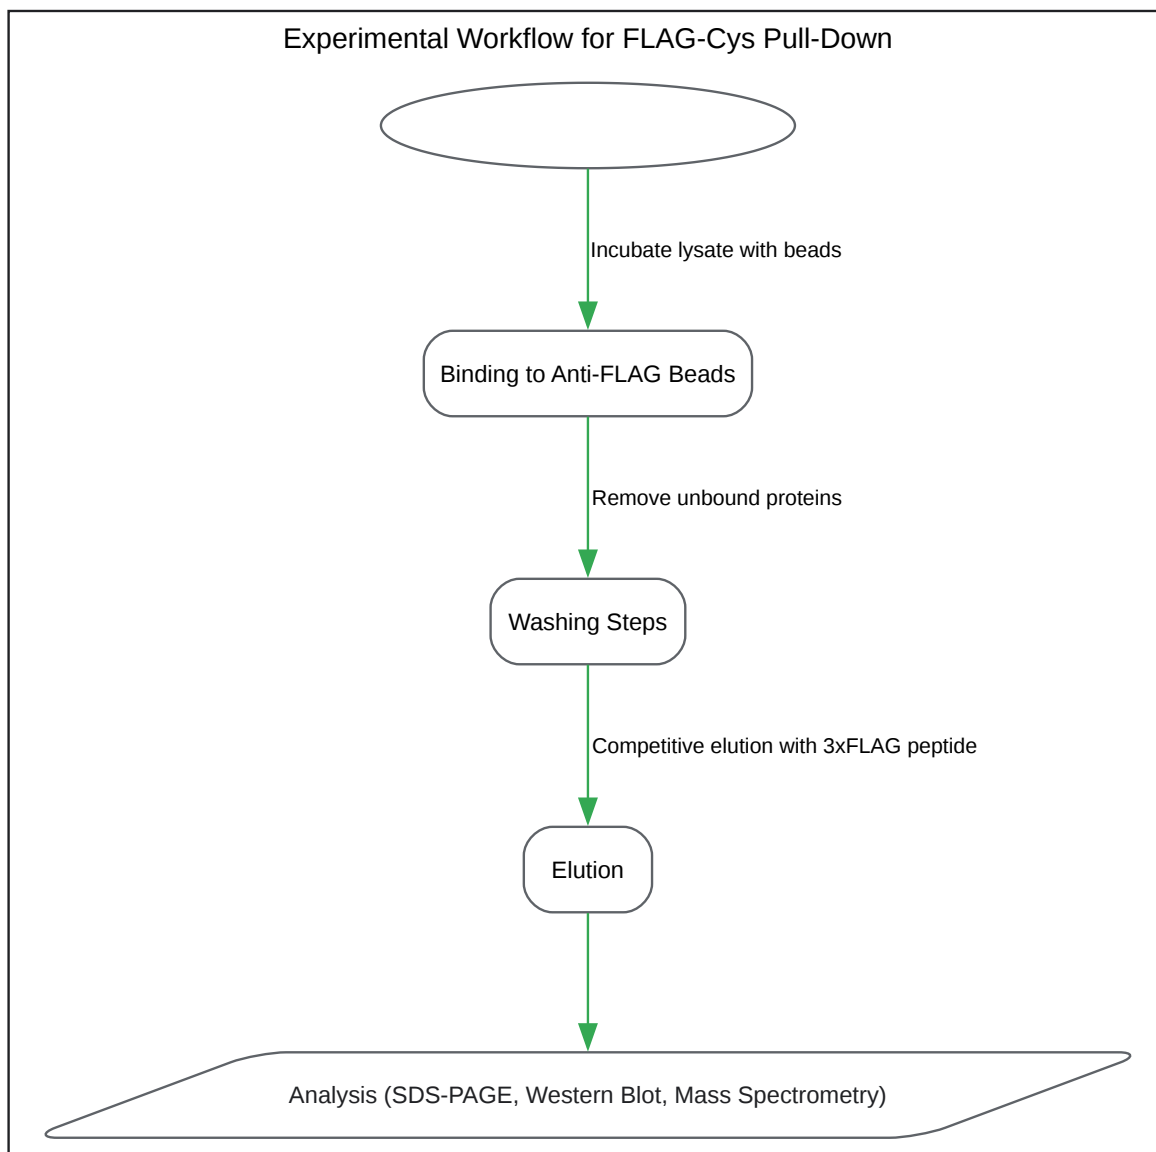 Experimental Workflow for FLAG-Cys Pull-Down
Incubate lysate with beads
Binding to Anti-FLAG Beads
Remove unbound proteins
Washing Steps
Competitive elution with 3xFLAG peptide
Elution
Analysis (SDS-PAGE, Western Blot, Mass Spectrometry)